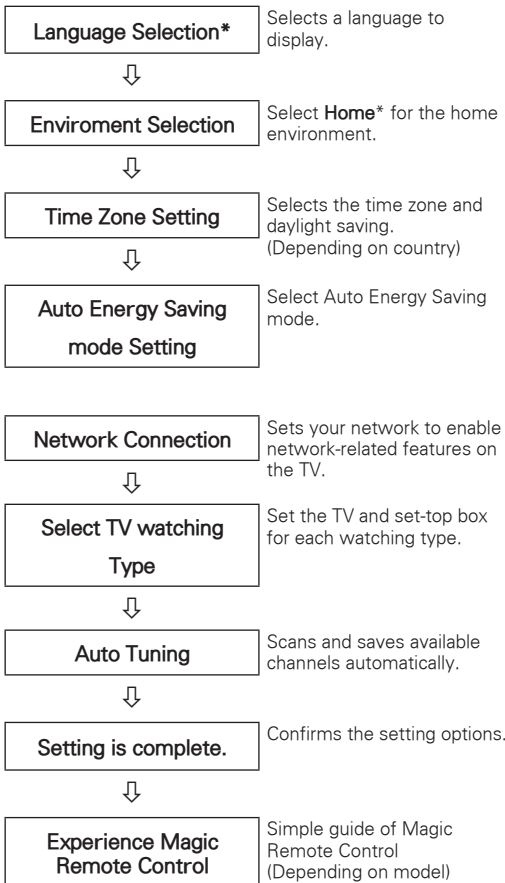 Language Selection*
Selects a language to
display.
Enviroment Selection
Select Home* for the home
environment.
Time Zone Setting
Selects the time zone and
daylight saving.
(Depending on country)
Auto Energy Saving
mode Setting
Select Auto Energy Saving
mode.
Network Connection
Sets your network to enable
network-related features on
the TV.
Select TV watching
Type
Set the TV and set-top box
for each watching type.
Auto Tuning
Scans and saves available
channels automatically.
Setting is complete.
Confirms the setting options.
Experience Magic
Remote Control
Simple guide of Magic
Remote Control
(Depending on model)